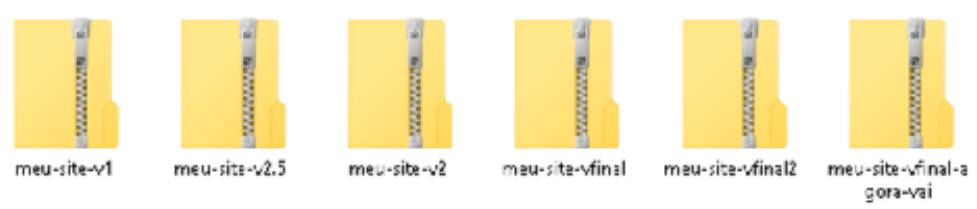 meu-site-v1
meu-site-v2.5
meu-site-v2
meu-site-vfinal
meu-site-vfinal2
meu-site-vfinal-a
gora-vai